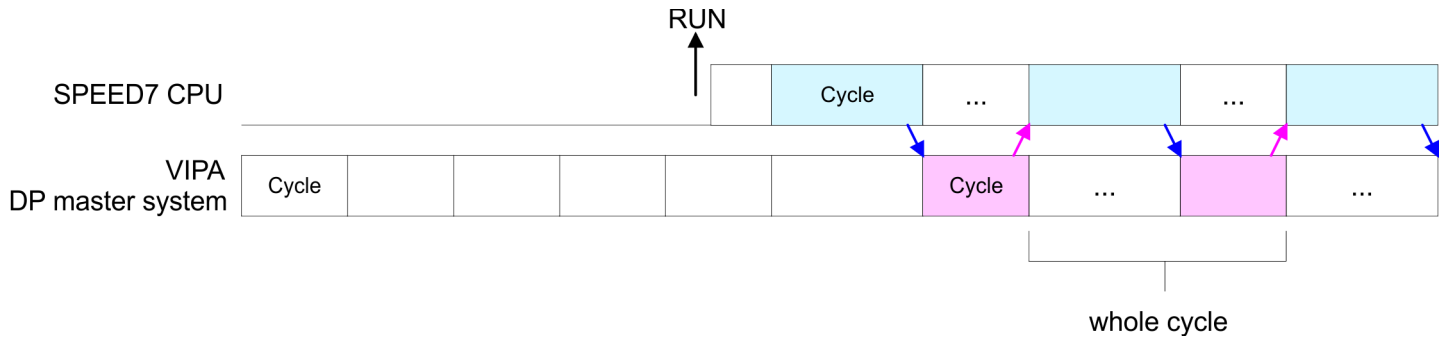 RUN
SPEED7 CPU
Cycle
...
...
VIPA
DP master system
Cycle
Cycle
...
...
whole cycle